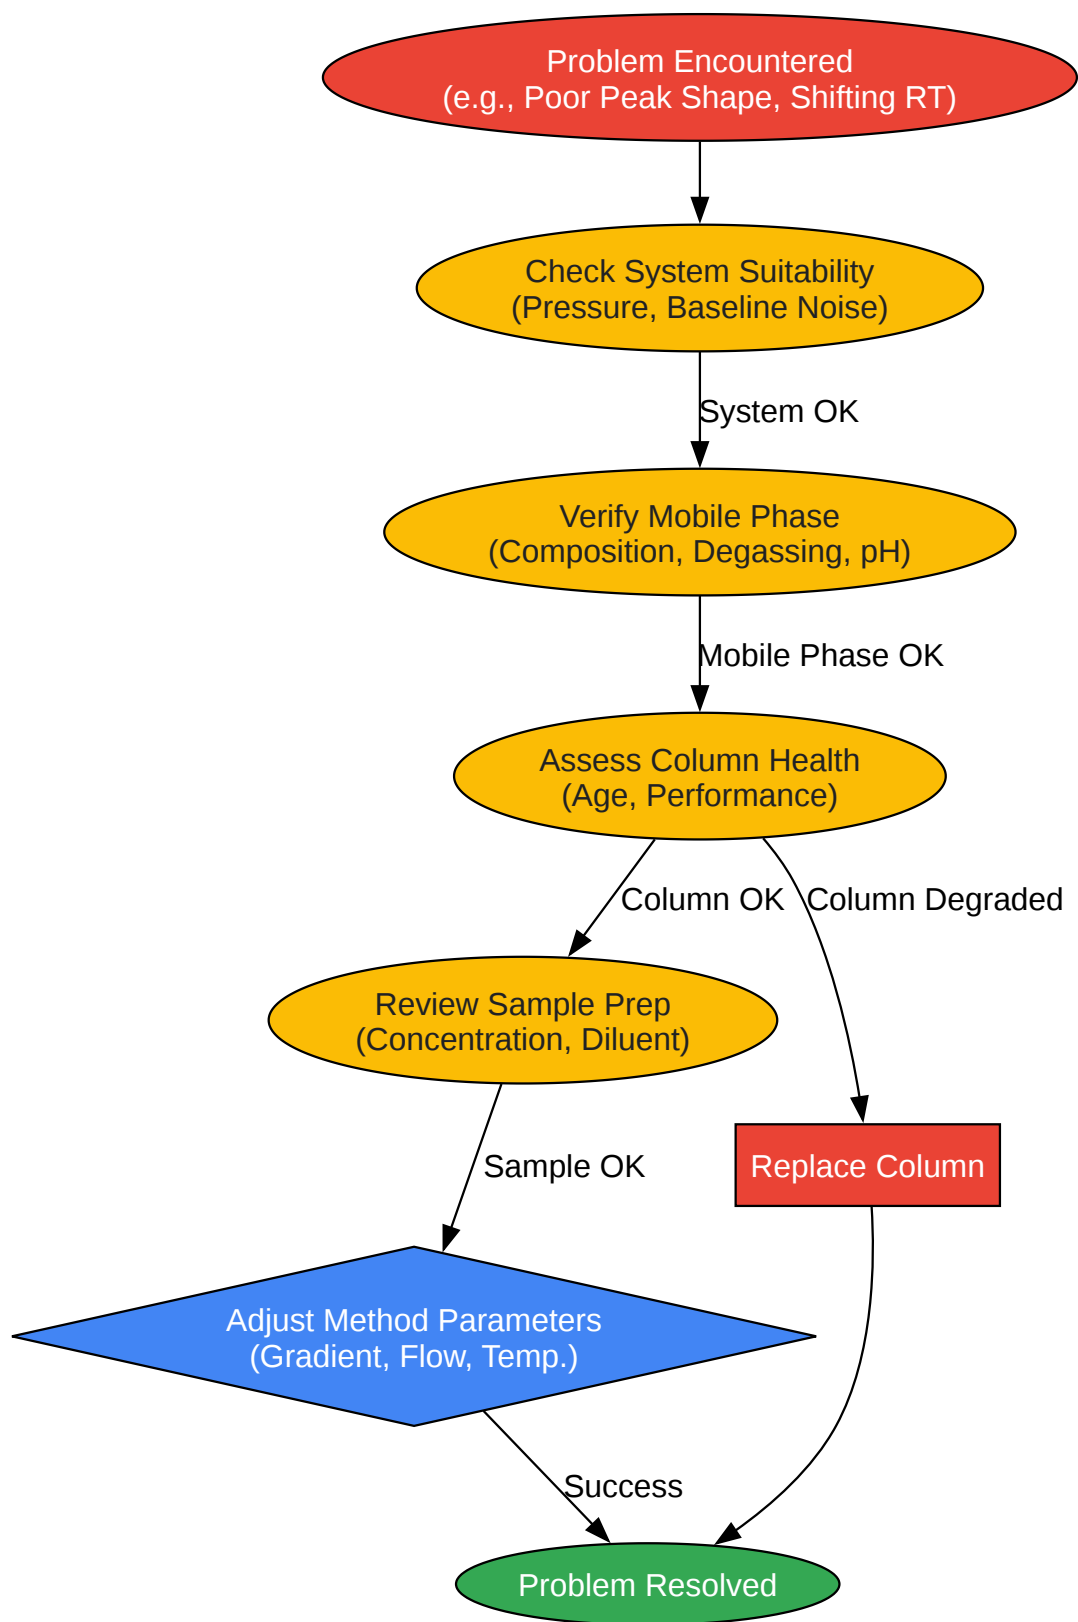 Problem Encountered
(e.g., Poor Peak Shape, Shifting RT)
Check System Suitability
(Pressure, Baseline Noise)
System OK
Verify Mobile Phase
(Composition, Degassing, pH)
Mobile Phase OK
Assess Column Health
(Age, Performance)
Column OK
Column Degraded
Review Sample Prep
(Concentration, Diluent)
Sample OK
Replace Column
Adjust Method Parameters
(Gradient, Flow, Temp.)
Success
Problem Resolved